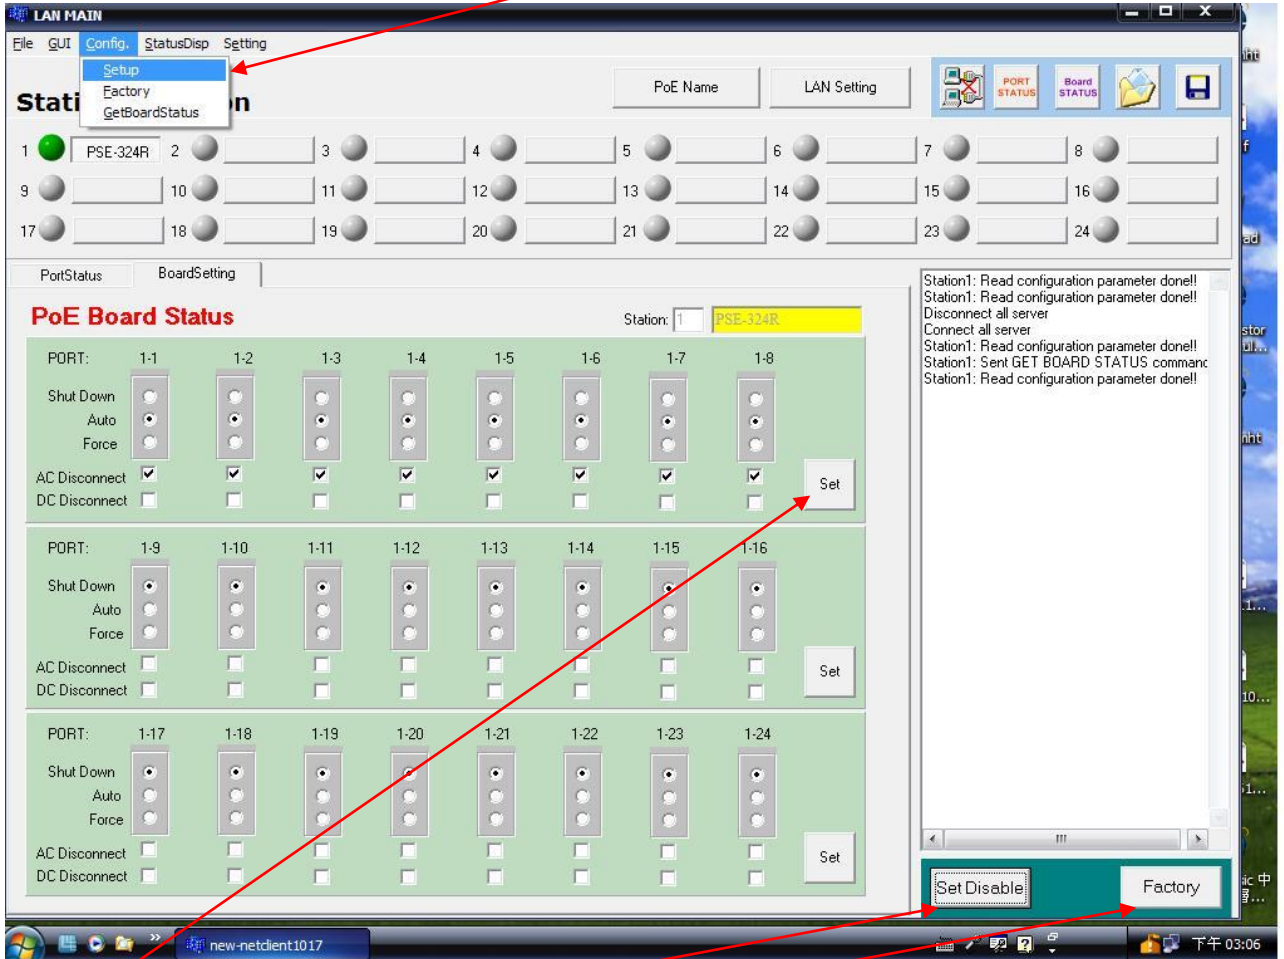 LAN MAIN
File GUI Config. StatusDisp Setting
Setup
Factory
GetBoardStatus
PoE Name LAN Setting PORT STATUS Board STATUS
1 PSE-324R 2 3 4 5 6 7 8
9 10 11 12 13 14 15 16
17 18 19 20 21 22 23 24
PortStatus BoardSetting
PoE Board Status Station: 1 PSE-324R
PORT: 1-1 1-2 1-3 1-4 1-5 1-6 1-7 1-8
Shut Down
Auto
Force
AC Disconnect
DC Disconnect
Set
PORT: 1-9 1-10 1-11 1-12 1-13 1-14 1-15 1-16
Shut Down
Auto
Force
AC Disconnect
DC Disconnect
Set
PORT: 1-17 1-18 1-19 1-20 1-21 1-22 1-23 1-24
Shut Down
Auto
Force
AC Disconnect
DC Disconnect
Set
Station1: Read configuration parameter done!!
Station1: Read configuration parameter done!!
Disconnect all server
Connect all server
Station1: Read configuration parameter done!!
Station1: Sent GET BOARD STATUS command
Station1: Read configuration parameter done!!
Set Disable Factory
new-netclient1017
下午 03:06